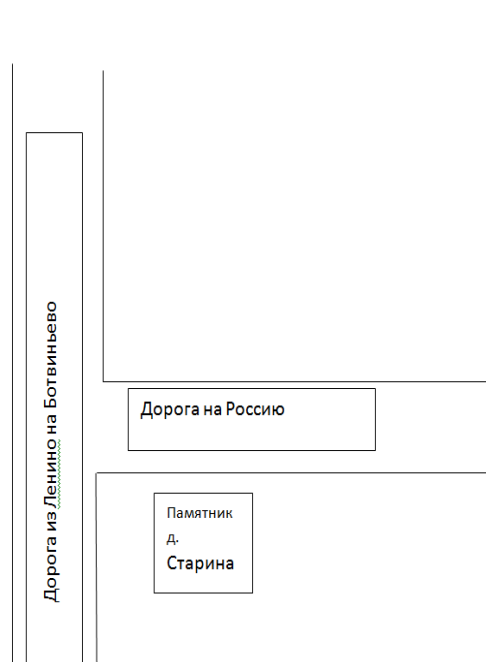 Дорога из Ленино на Ботвиньево
Дорога на Россию
Памятник
д.
Старина